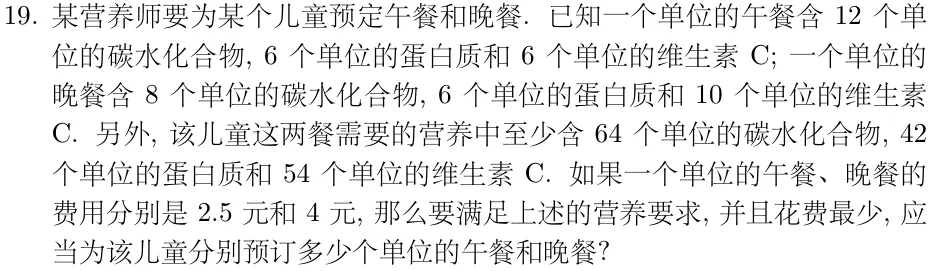 19. 某营养师要为某个儿童预定午餐和晚餐. 已知一个单位的午餐含 12 个单
位的碳水化合物, 6 个单位的蛋白质和 6 个单位的维生素 C; 一个单位的
晚餐含 8 个单位的碳水化合物, 6 个单位的蛋白质和 10 个单位的维生素
C. 另外, 该儿童这两餐需要的营养中至少含 64 个单位的碳水化合物, 42
个单位的蛋白质和 54 个单位的维生素 C. 如果一个单位的午餐、晚餐的
费用分别是 2.5 元和 4 元, 那么要满足上述的营养要求, 并且花费最少, 应
当为该儿童分别预订多少个单位的午餐和晚餐?